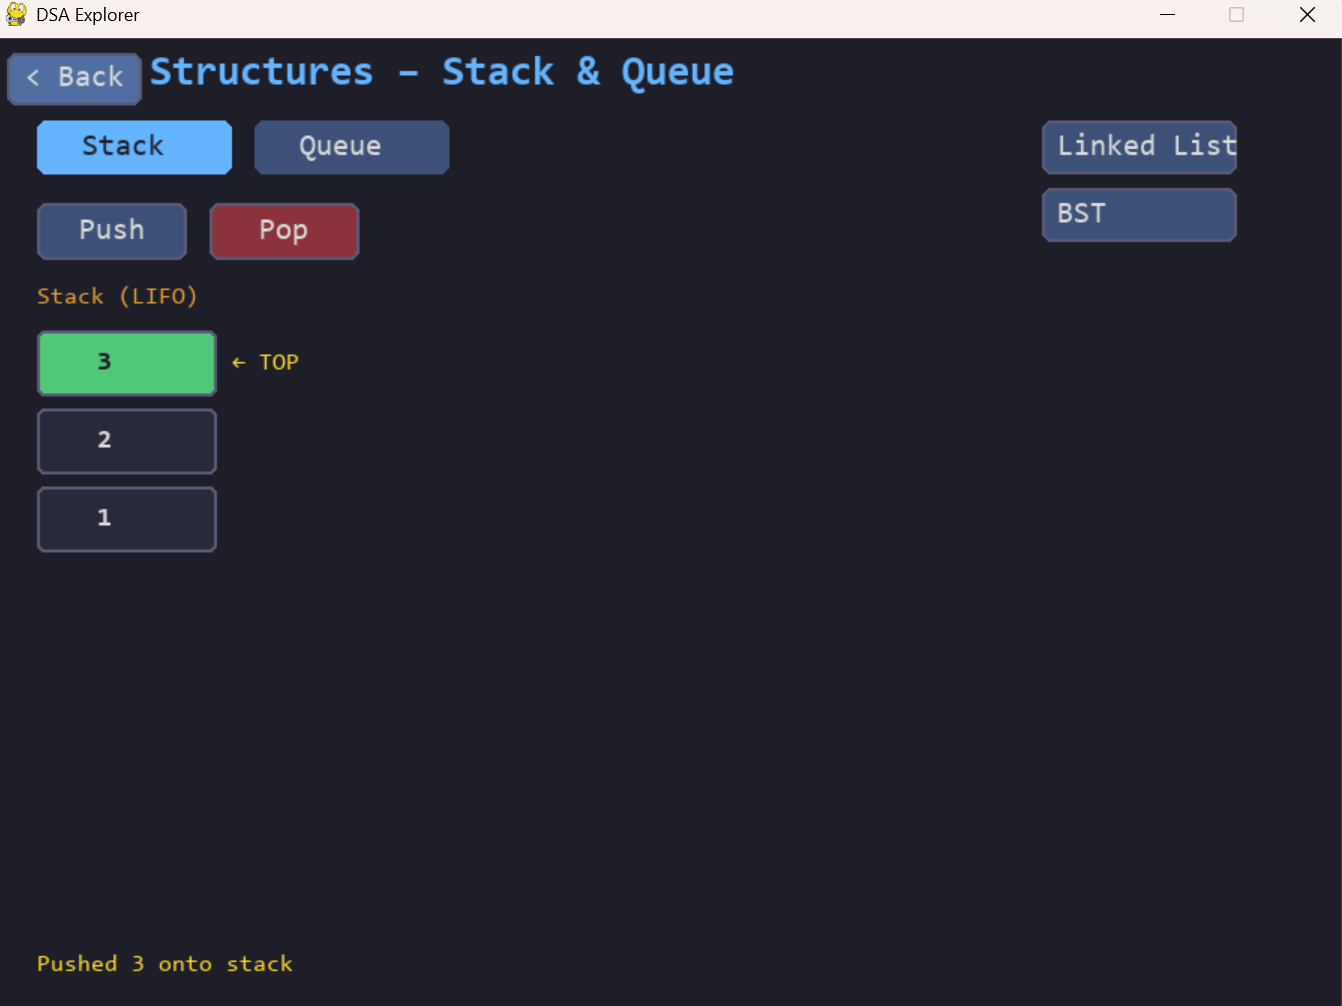 DSA Explorer
< Back Structures – Stack & Queue
Stack Queue Linked List
Push Pop BST
Stack (LIFO)
3 ← TOP
2
1
Pushed 3 onto stack